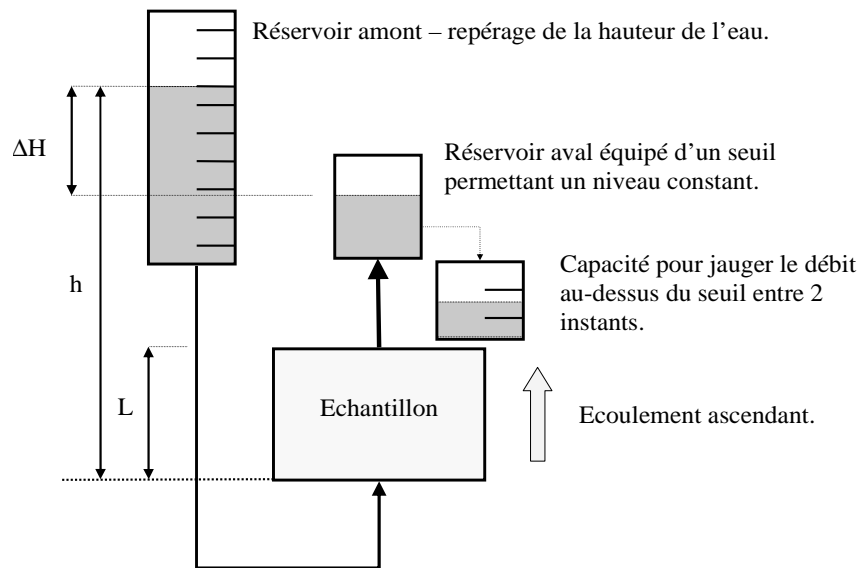 Réservoir amont – repérage de la hauteur de l’eau.
ΔH
Réservoir aval équipé d’un seuil
permettant un niveau constant.
h
Capacité pour jauger le débit
au-dessus du seuil entre 2
instants.
L
Echantillon
Ecoulement ascendant.